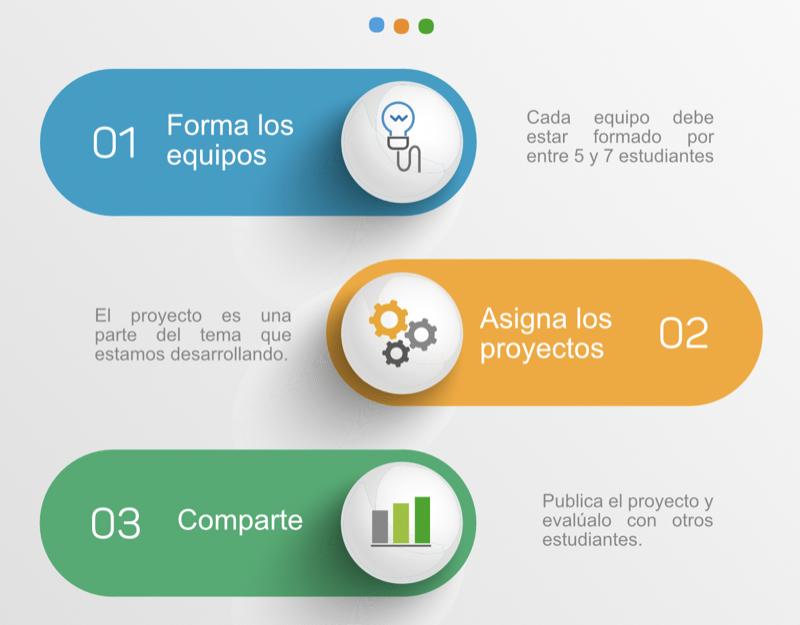 01
Forma los
equipos
Cada equipo debe
estar formado por
entre 5 y 7 estudiantes
El proyecto es una
parte del tema que
estamos desarrollando.
Asigna los
proyectos
02
03
Comparte
Publica el proyecto y
evalúalo con otros
estudiantes.